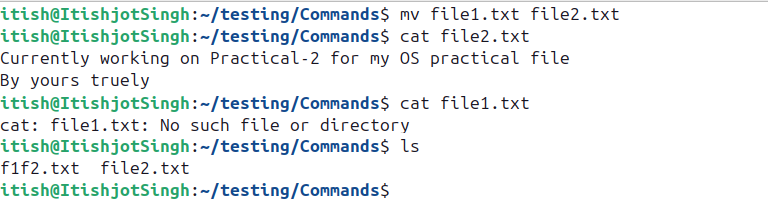 itish@ItishjotSingh:~/testing/Commands$ mv file1.txt file2.txt
itish@ItishjotSingh:~/testing/Commands$ cat file2.txt
Currently working on Practical-2 for my OS practical file
By yours truely
itish@ItishjotSingh:~/testing/Commands$ cat file1.txt
cat: file1.txt: No such file or directory
itish@ItishjotSingh:~/testing/Commands$ ls
f1f2.txt  file2.txt
itish@ItishjotSingh:~/testing/Commands$